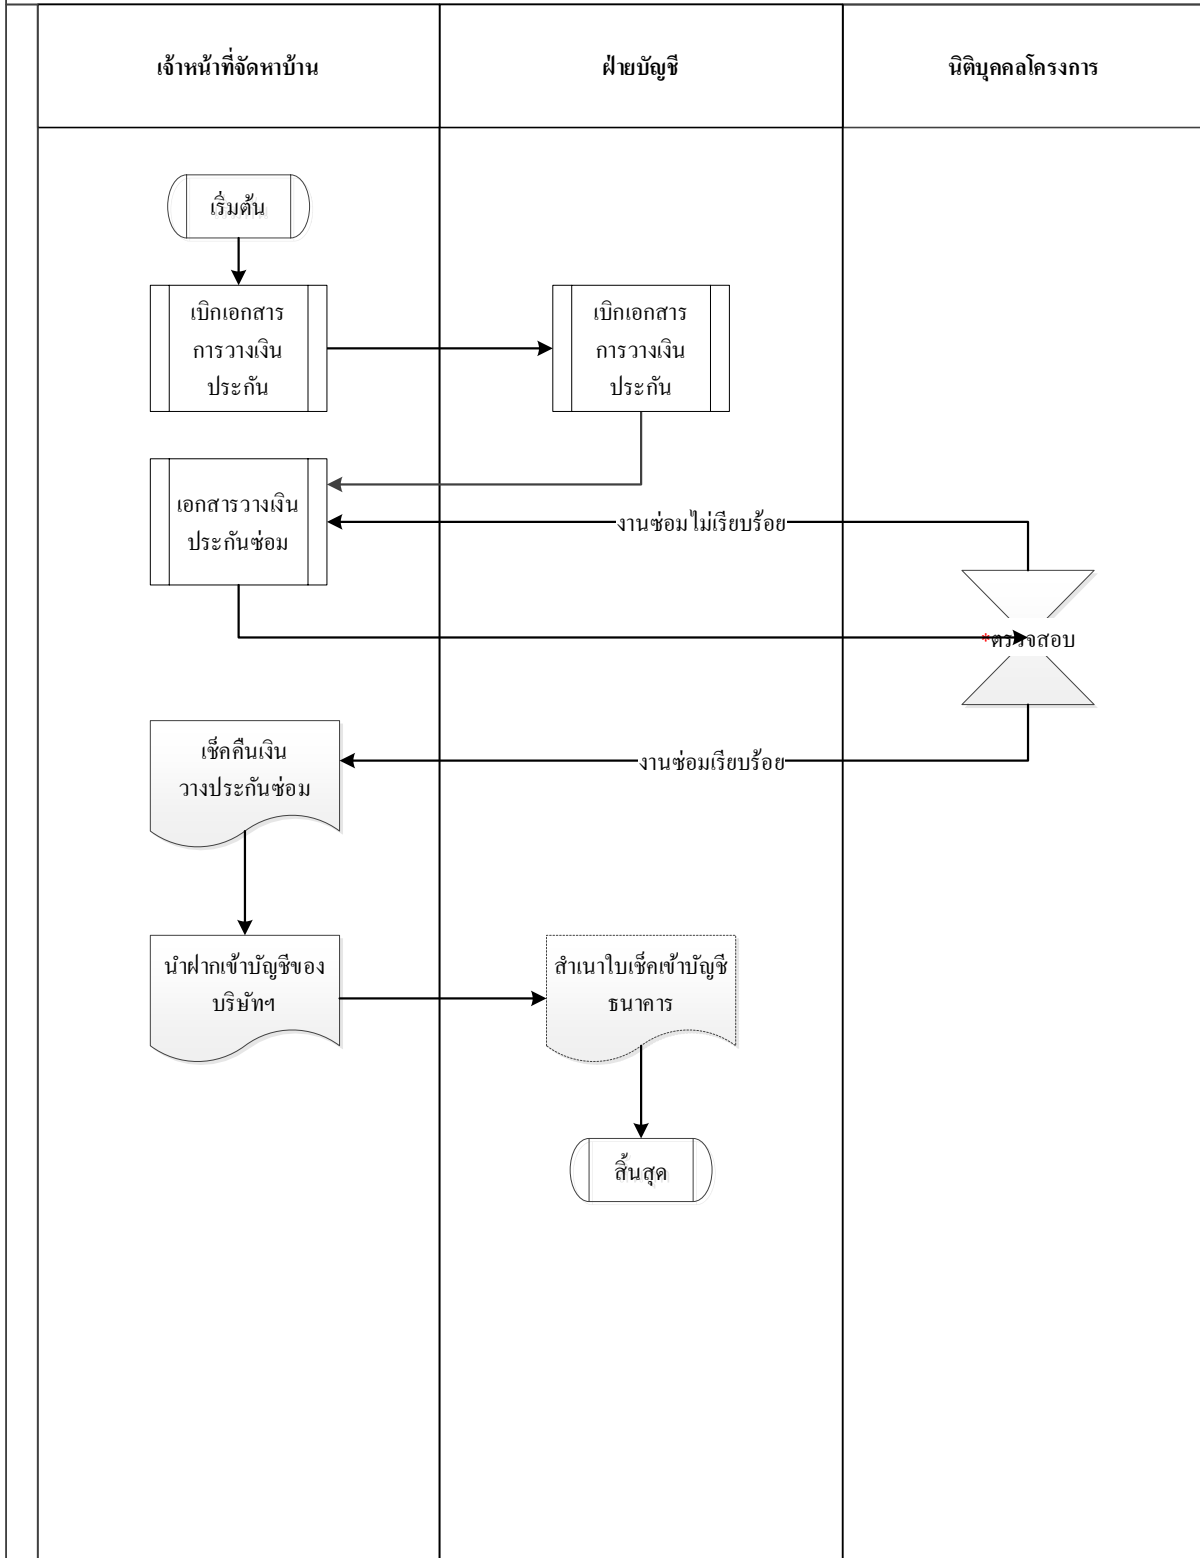 เจ้าหน้าที่จัดหาบ้าน
ฝ่ายบัญชี
นิติบุคคลโครงการ
เริ่มต้น
เบิกเอกสาร
การวางเงิน
ประกัน
เบิกเอกสาร
การวางเงิน
ประกัน
เอกสารวางเงิน
ประกันซ่อม
งานซ่อมไม่เรียบร้อย
*ตรวจสอบ
เช็คคืนเงิน
วางประกันซ่อม
งานซ่อมเรียบร้อย
นำฝากเข้าบัญชีของ
บริษัทฯ
สำเนาใบเช็คเข้าบัญชี
ธนาคาร
สิ้นสุด